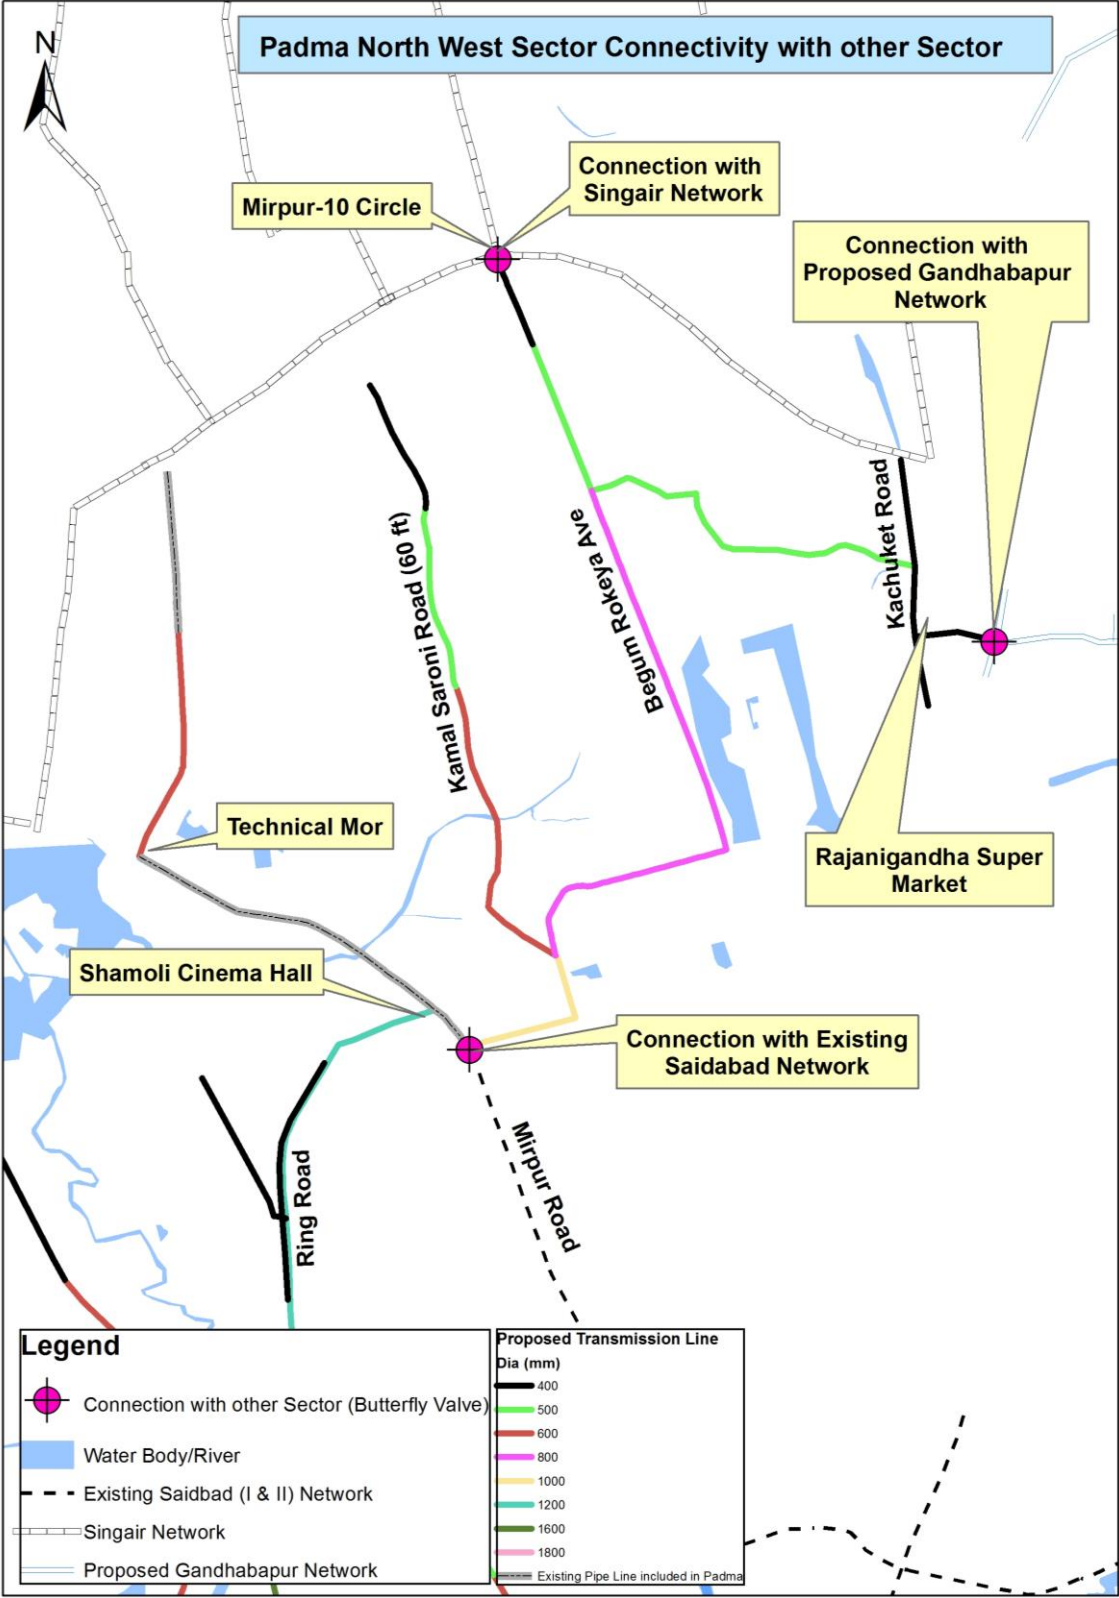 Padma North West Sector Connectivity with other Sector
N
Connection with
Singair Network
Mirpur-10 Circle
Connection with
Proposed Gandhabapur
Network
Kachuket Road
Begum Rokeya Ave
Kamal Saroni Road (60 ft)
Technical Mor
Rajanigandha Super
Market
Shamoli Cinema Hall
Connection with Existing
Saidabad Network
Mirpur Road
Ring Road
Legend
Connection with other Sector (Butterfly Valve)
Water Body/River
Existing Saidbad (I & II) Network
Singair Network
Proposed Gandhabapur Network
Proposed Transmission Line
Dia (mm)
400
500
600
800
1000
1200
1600
1800
Existing Pipe Line included in Padma